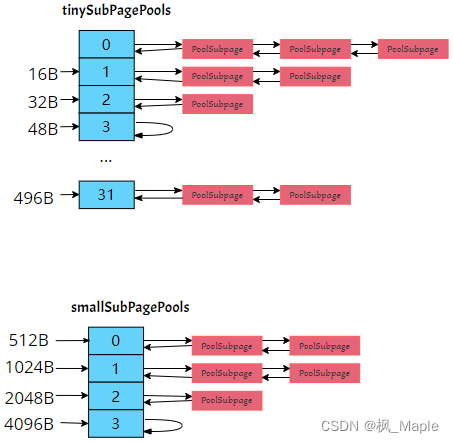 tinySubPagePools
0 PoolSubpage PoolSubpage PoolSubpage
16B 1 PoolSubpage PoolSubpage
32B 2 PoolSubpage
48B 3
...
496B 31 PoolSubpage PoolSubpage
smallSubPagePools
512B 0 PoolSubpage PoolSubpage
1024B 1 PoolSubpage PoolSubpage
2048B 2 PoolSubpage
4096B 3
CSDN @枫_Maple